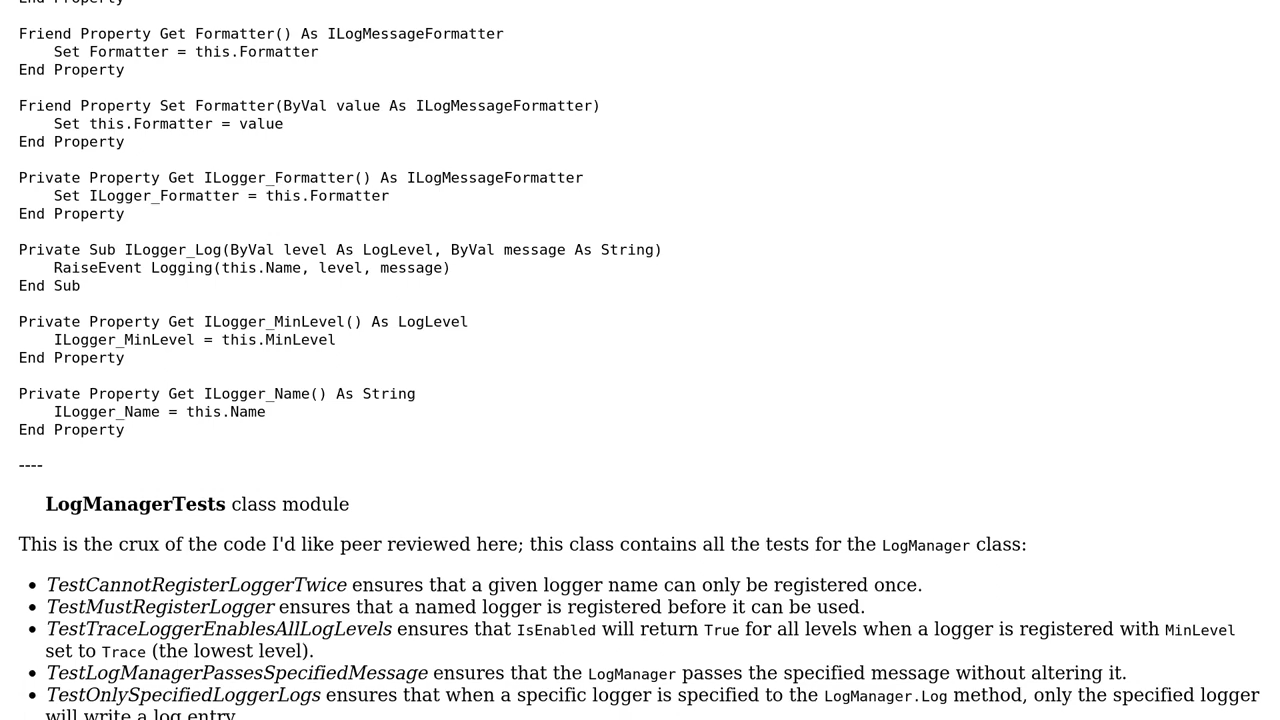 End Property
Friend Property Get Formatter() As ILogMessageFormatter
    Set Formatter = this.Formatter
End Property
Friend Property Set Formatter(ByVal value As ILogMessageFormatter)
    Set this.Formatter = value
End Property
Private Property Get ILogger_Formatter() As ILogMessageFormatter
    Set ILogger_Formatter = this.Formatter
End Property
Private Sub ILogger_Log(ByVal level As LogLevel, ByVal message As String)
    RaiseEvent Logging(this.Name, level, message)
End Sub
Private Property Get ILogger_MinLevel() As LogLevel
    ILogger_MinLevel = this.MinLevel
End Property
Private Property Get ILogger_Name() As String
    ILogger_Name = this.Name
End Property
----
LogManagerTests class module
This is the crux of the code I'd like peer reviewed here; this class contains all the tests for the LogManager class:
• TestCannotRegisterLoggerTwice ensures that a given logger name can only be registered once.
• TestMustRegisterLogger ensures that a named logger is registered before it can be used.
• TestTraceLoggerEnablesAllLogLevels ensures that IsEnabled will return True for all levels when a logger is registered with MinLevel
set to Trace (the lowest level).
• TestLogManagerPassesSpecifiedMessage ensures that the LogManager passes the specified message without altering it.
• TestOnlySpecifiedLoggerLogs ensures that when a specific logger is specified to the LogManager.Log method, only the specified logger
will write a log entry.